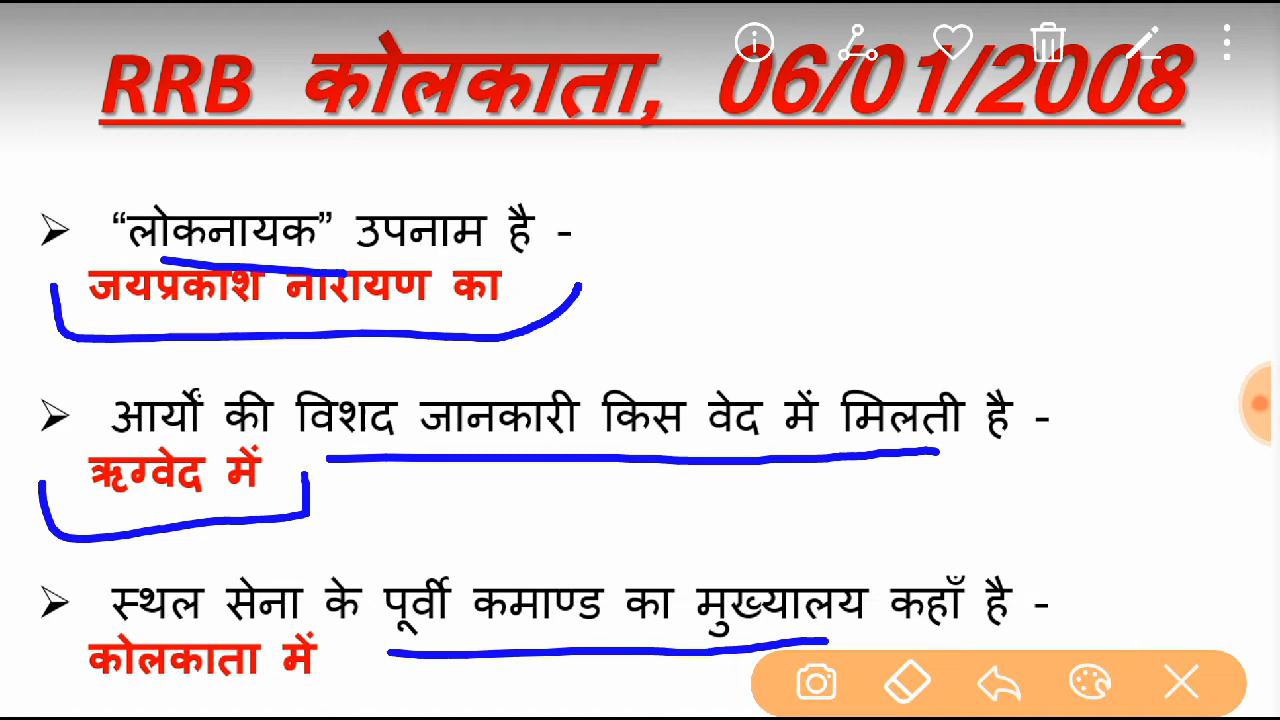 RRB कोलकाता, 06/01/2008
“लोकनायक” उपनाम है -
जयप्रकाश नारायण का
आर्यों की विशद जानकारी किस वेद में मिलती है -
ऋग्वेद में
स्थल सेना के पूर्वी कमाण्ड का मुख्यालय कहाँ है -
कोलकाता में